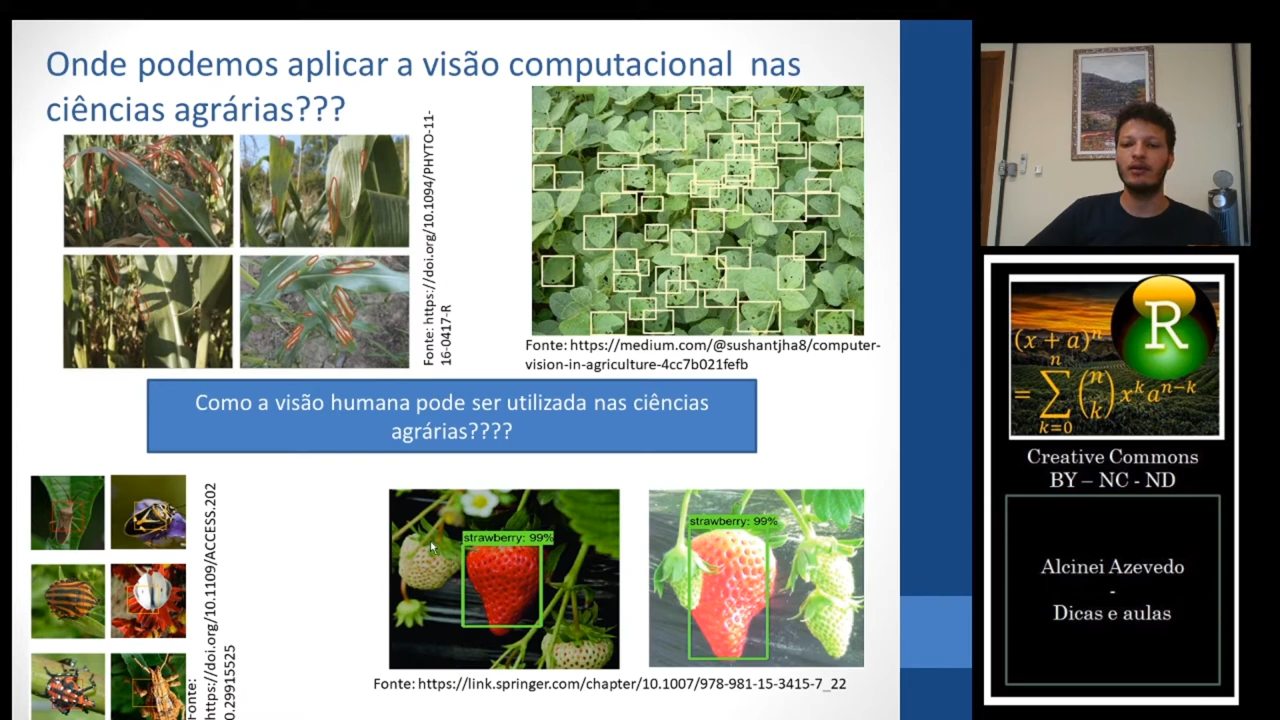 Onde podemos aplicar a visão computacional nas
ciências agrárias???
Fonte: https://doi.org/10.1094/PHYTO-11-
16-0417-R
Fonte: https://medium.com/@sushantjha8/computer-
vision-in-agriculture-4cc7b021fefb
Como a visão humana pode ser utilizada nas ciências
agrárias????
Fonte:
https://doi.org/10.1109/ACCESS.202
0.29915525
strawberry: 99%
strawberry: 99%
Fonte: https://link.springer.com/chapter/10.1007/978-981-15-3415-7_22
R
(x + a)^n
= ∑_{k=0}^{n} (n k) x^k a^{n-k}
Creative Commons
BY – NC - ND
Alcinei Azevedo
-
Dicas e aulas